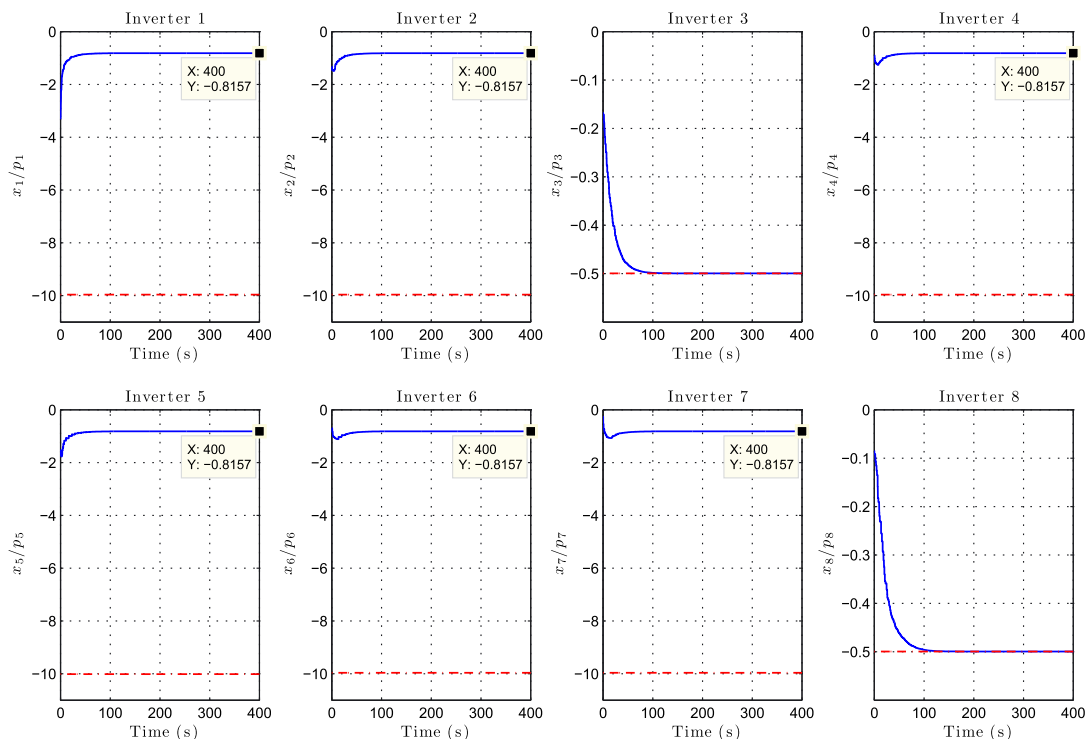 Inverter 1
Inverter 2
Inverter 3
Inverter 4
0
−2
−4
−6
−8
−10
x1/p1
X: 400
Y: −0.8157
0 100 200 300 400
Time (s)
0
−2
−4
−6
−8
−10
x2/p2
X: 400
Y: −0.8157
0 100 200 300 400
Time (s)
0
−0.1
−0.2
−0.3
−0.4
−0.5
x3/p3
0 100 200 300 400
Time (s)
0
−2
−4
−6
−8
−10
x4/p4
X: 400
Y: −0.8157
0 100 200 300 400
Time (s)
Inverter 5
Inverter 6
Inverter 7
Inverter 8
0
−2
−4
−6
−8
−10
x5/p5
X: 400
Y: −0.8157
0 100 200 300 400
Time (s)
0
−2
−4
−6
−8
−10
x6/p6
X: 400
Y: −0.8157
0 100 200 300 400
Time (s)
0
−2
−4
−6
−8
−10
x7/p7
X: 400
Y: −0.8157
0 100 200 300 400
Time (s)
0
−0.1
−0.2
−0.3
−0.4
−0.5
x8/p8
0 100 200 300 400
Time (s)